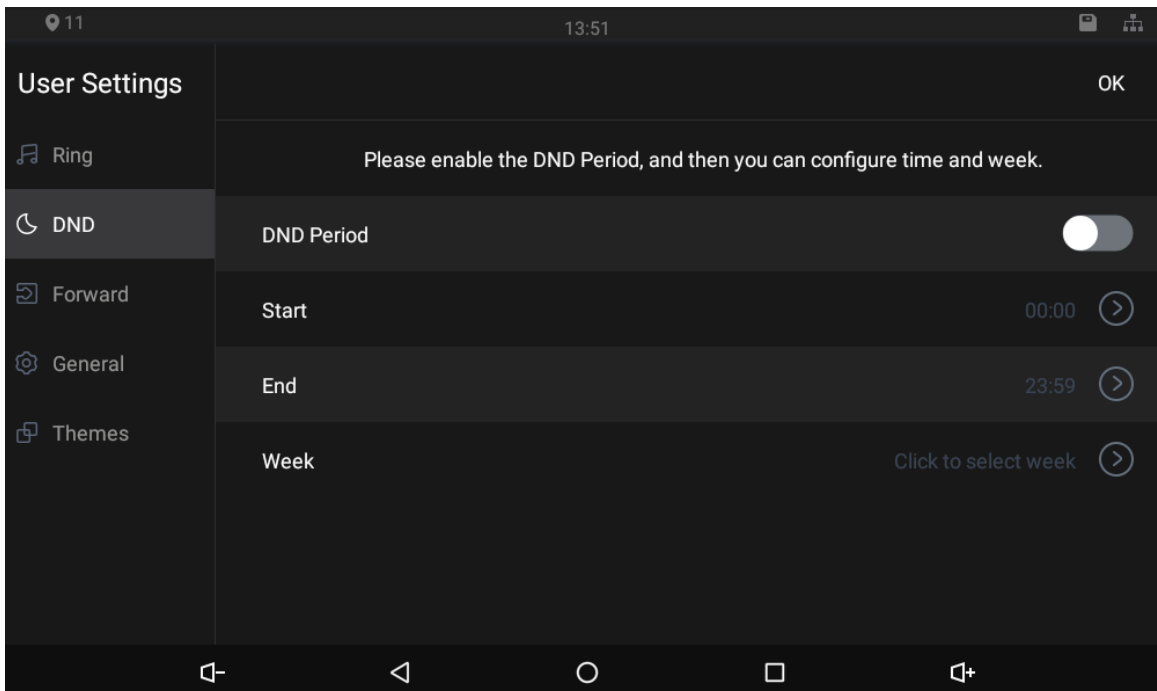 11
13:51
User Settings
OK
Ring
Please enable the DND Period, and then you can configure time and week.
DND
DND Period
Forward
Start 00:00
General
End 23:59
Themes
Week Click to select week